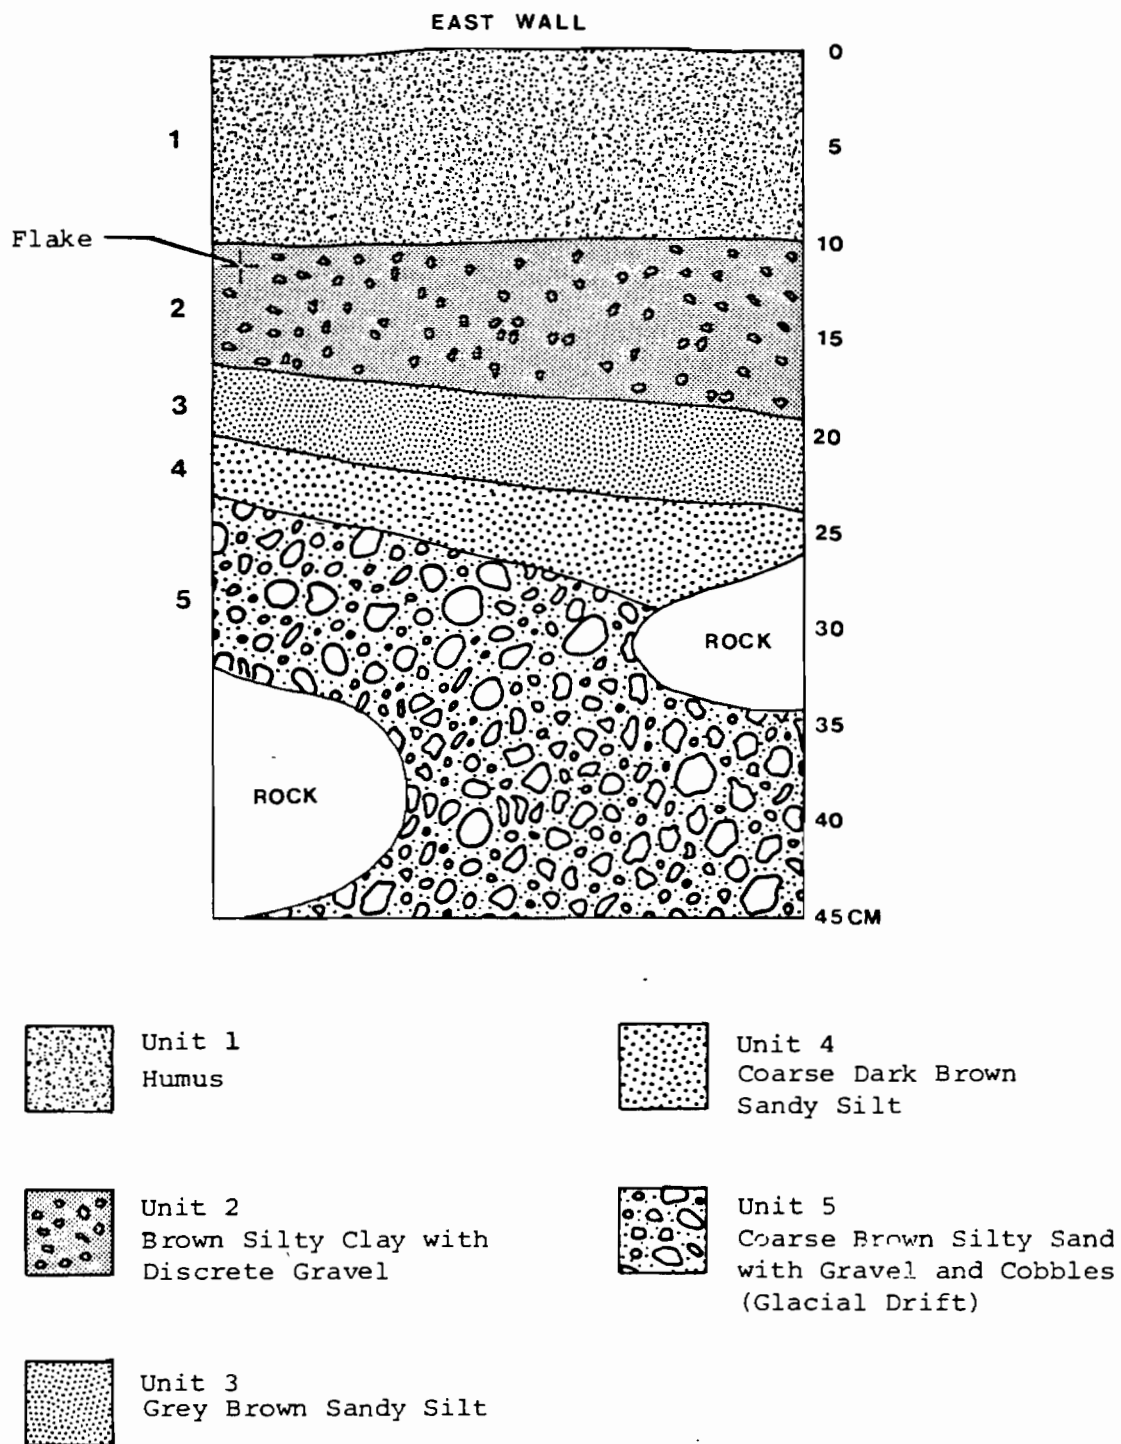 EAST WALL
0
1
5
Flake
10
2
15
3
20
4
25
5
30
ROCK
35
ROCK
40
45 CM
Unit 1
Humus
Unit 2
Brown Silty Clay with
Discrete Gravel
Unit 3
Grey Brown Sandy Silt
Unit 4
Coarse Dark Brown
Sandy Silt
Unit 5
Coarse Brown Silty Sand
with Gravel and Cobbles
(Glacial Drift)